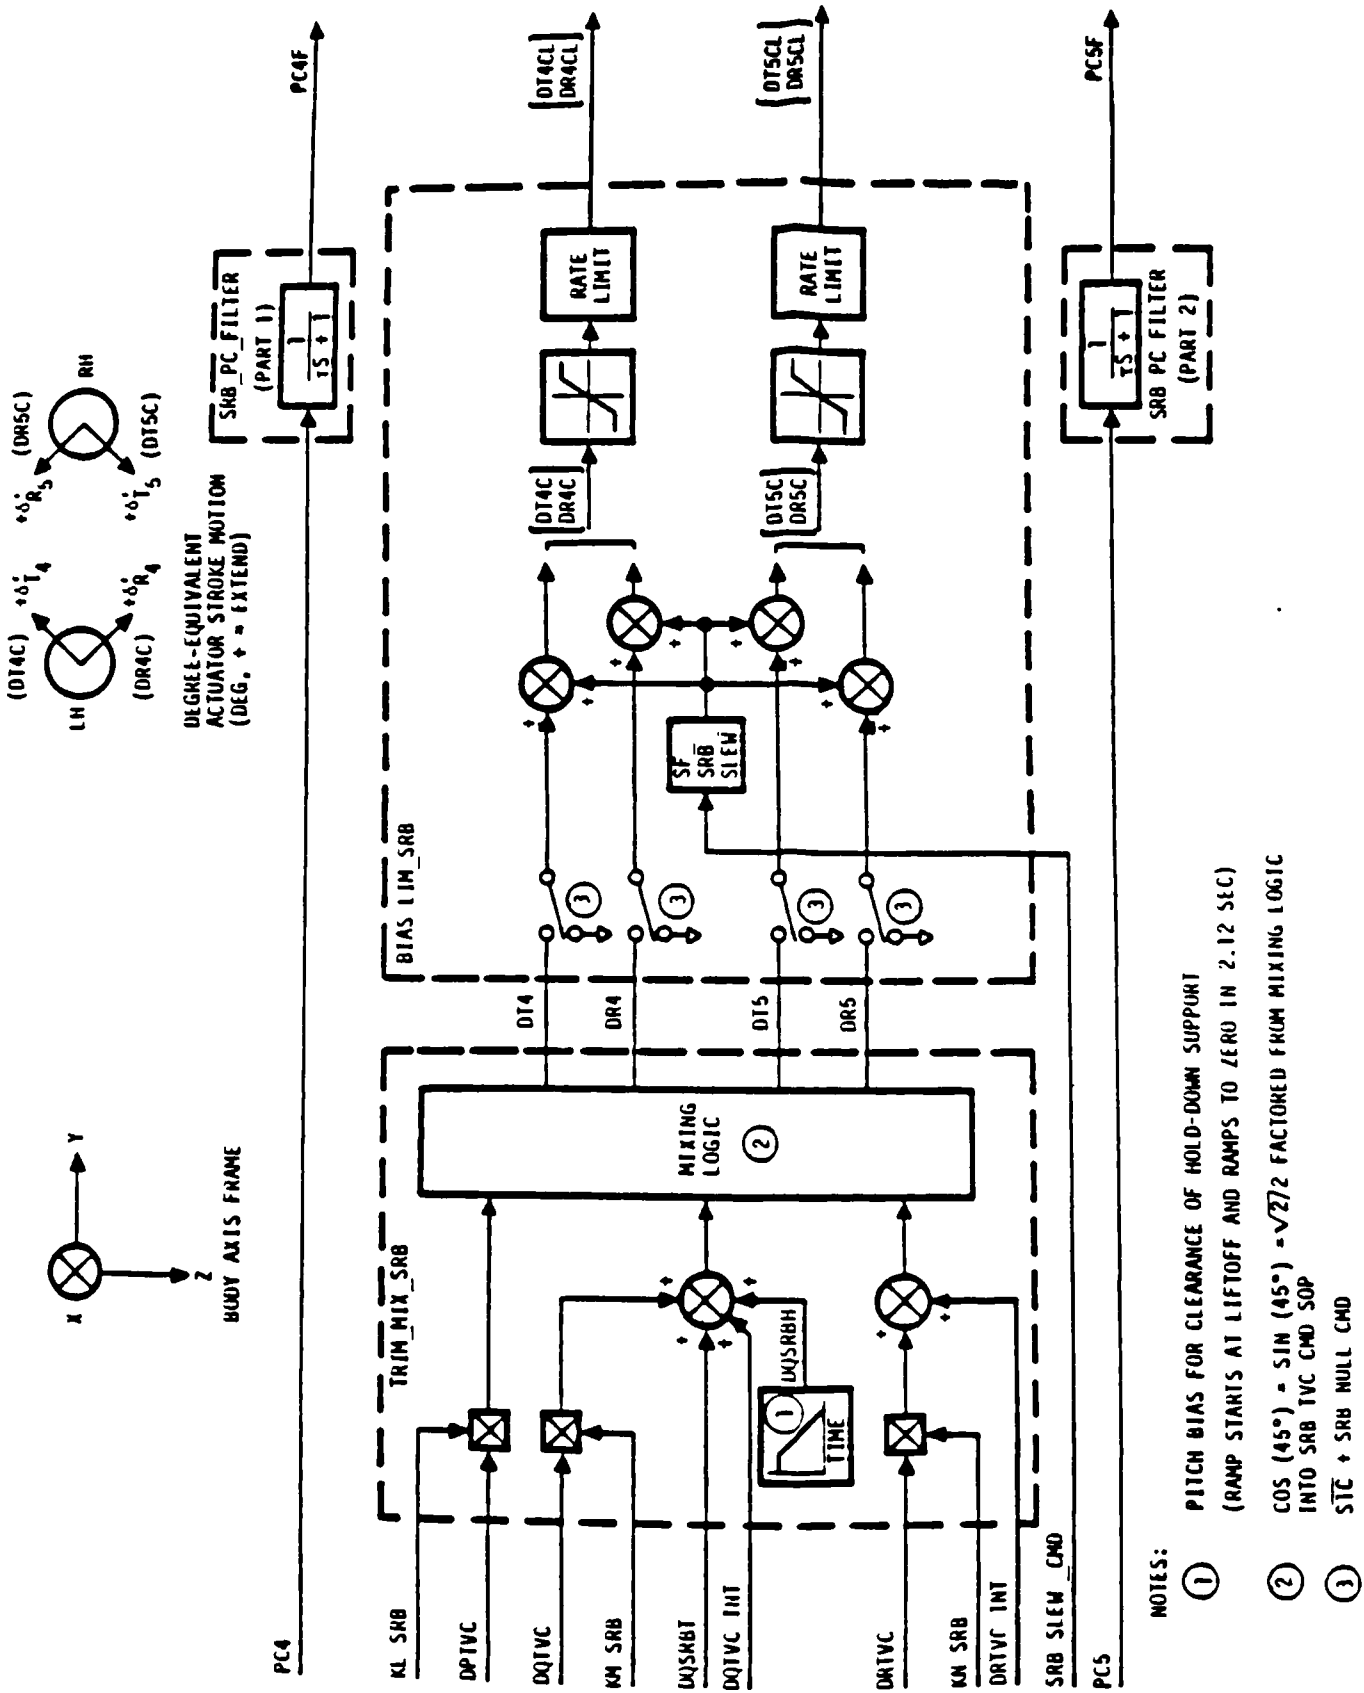 X
Y
Z
BODY AXIS FRAME
(DT4C)
+δ'T4
LH
(DR4C)
+δ'R4
(DR5C)
+δ'R5
RH
+δ'T5
(DT5C)
DEGREE-EQUIVALENT
ACTUATOR STROKE MOTION
(DEG, + = EXTEND)
PC4
SRB_PC_FILTER
(PART 1)
1
τS + 1
PC4F
KL SRB
DPTVC
DQTVC
KM SRB
DQSRBT
DQTVC INT
DRTVC
KN SRB
DRTVC INT
SRB SLEW_CMD
PC5
TRIM_MIX_SRB
+
+
+
+
DQSRBH
1
TIME
+
+
MIXING
LOGIC
2
DT4
DR4
DT5
DR5
BIAS LIM_SRB
3
3
3
3
SF
SRB
SLEW
+
+
+
+
+
+
+
+
[DT4C
DR4C]
[DT5C
DR5C]
RATE
LIMIT
RATE
LIMIT
[DT4CL
DR4CL]
[DT5CL
DR5CL]
1
τS + 1
SRB PC FILTER
(PART 2)
PC5F
NOTES:
1 PITCH BIAS FOR CLEARANCE OF HOLD-DOWN SUPPORT
(RAMP STARTS AT LIFTOFF AND RAMPS TO ZERO IN 2.12 SEC)
2 COS (45°) = SIN (45°) = √2/2 FACTORED FROM MIXING LOGIC
INTO SRB TVC CMD SOP
3 S̅T̅C̅ + SRB NULL CMD